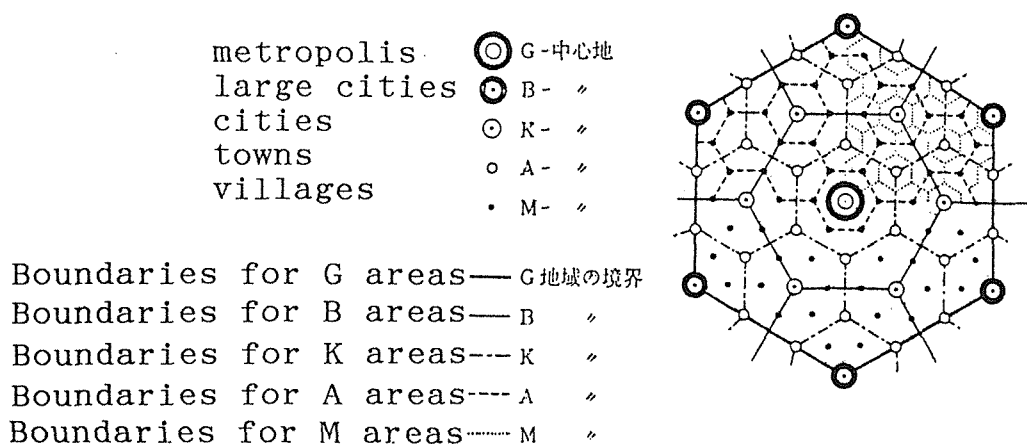 metropolis G-中心地
large cities B- 〃
cities K- 〃
towns A- 〃
villages M- 〃
Boundaries for G areas G地域の境界
Boundaries for B areas B 〃
Boundaries for K areas K 〃
Boundaries for A areas A 〃
Boundaries for M areas M 〃